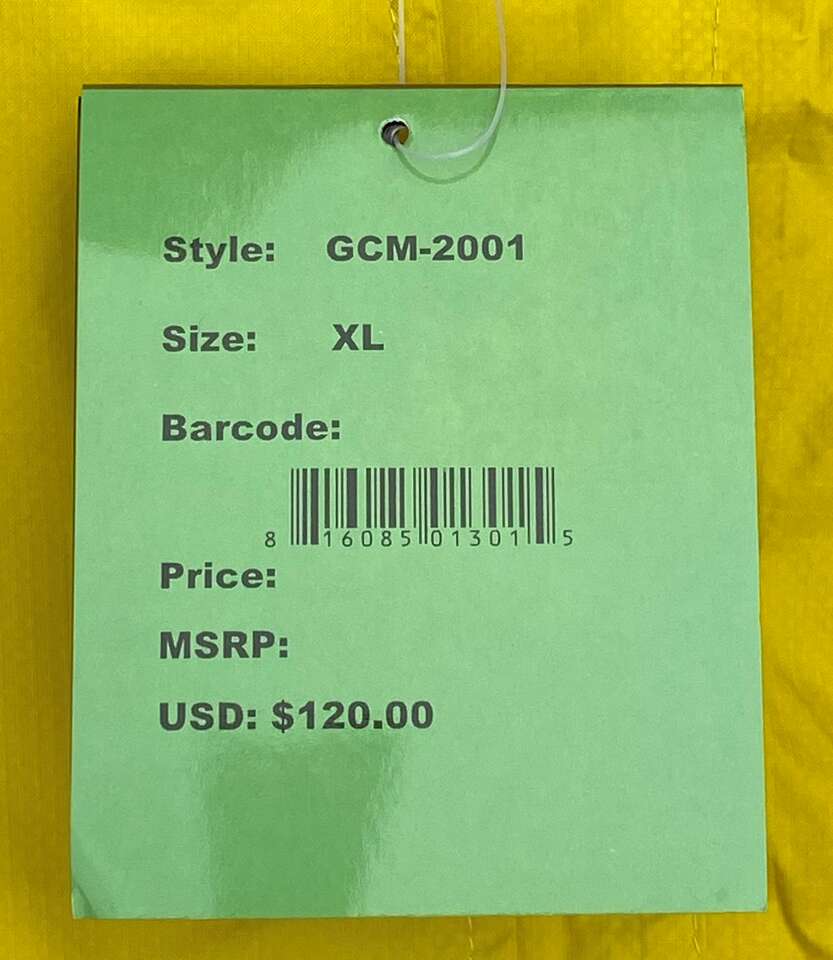 Style: GCM-2001
Size: XL
Barcode:
8 16085 01301 5
Price:
MSRP:
USD: $120.00